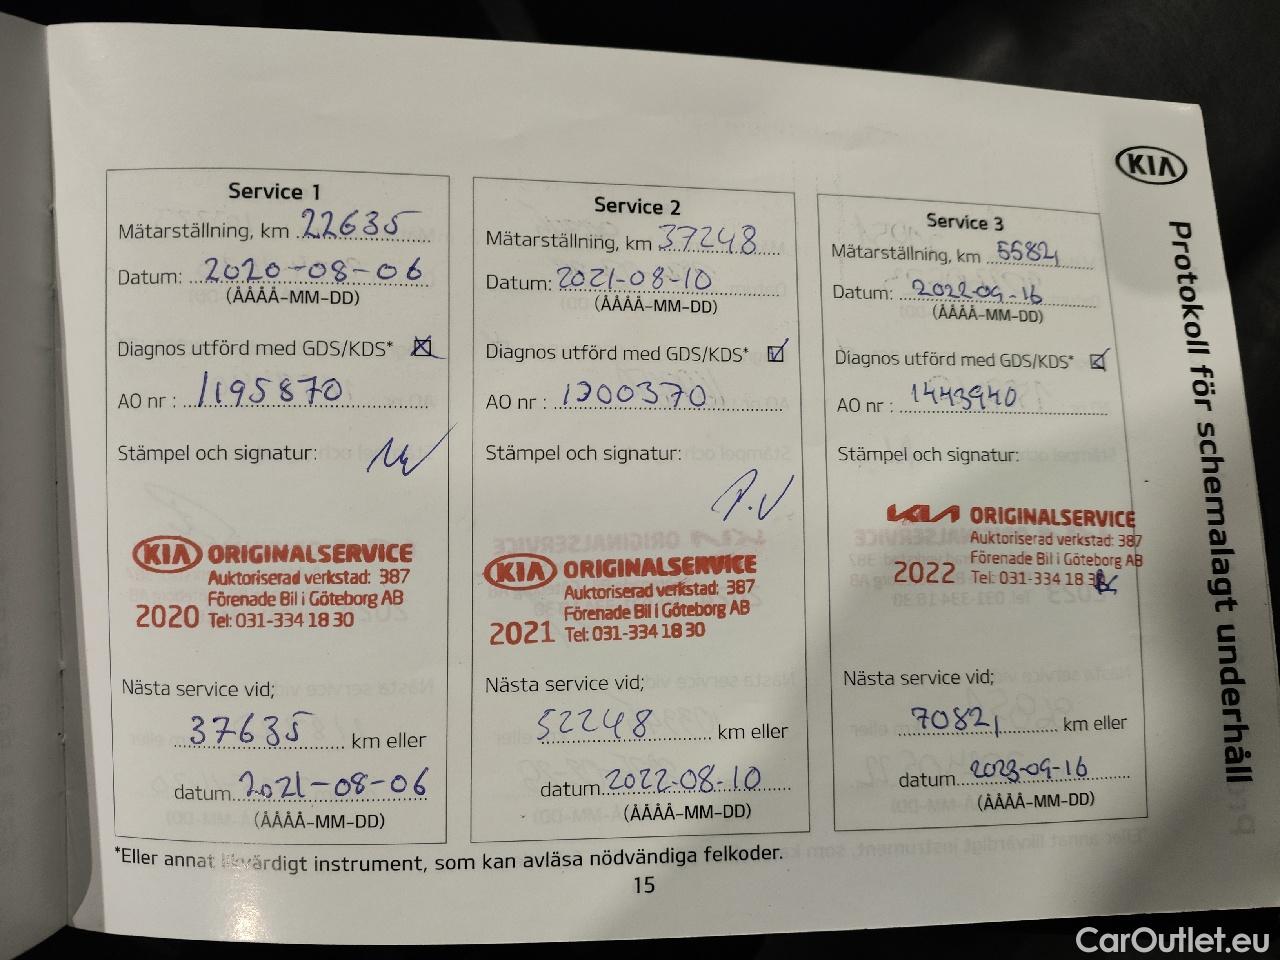 KIA
Protokoll för schemalagt underhåll
Service 1
Mätarställning, km 22635
Datum: 2020-08-06
(ÅÅÅÅ-MM-DD)
Diagnos utförd med GDS/KDS*
AO nr : 1195870
Stämpel och signatur:
KIA ORIGINALSERVICE
Auktoriserad verkstad: 387
Förenade Bil i Göteborg AB
2020 Tel: 031-334 18 30
Nästa service vid;
37635 km eller
datum 2021-08-06
(ÅÅÅÅ-MM-DD)
Service 2
Mätarställning, km 37248
Datum: 2021-08-10
(ÅÅÅÅ-MM-DD)
Diagnos utförd med GDS/KDS*
AO nr : 1300370
Stämpel och signatur:
P.V
KIA ORIGINALSERVICE
Auktoriserad verkstad: 387
Förenade Bil i Göteborg AB
2021 Tel: 031-334 18 30
Nästa service vid;
52248 km eller
datum 2022-08-10
(ÅÅÅÅ-MM-DD)
Service 3
Mätarställning, km 55821
Datum: 2022-09-16
(ÅÅÅÅ-MM-DD)
Diagnos utförd med GDS/KDS*
AO nr : 1443940
Stämpel och signatur:
KIA ORIGINALSERVICE
Auktoriserad verkstad: 387
Förenade Bil i Göteborg AB
2022 Tel: 031-334 18 3
Nästa service vid;
70821 km eller
datum 2023-09-16
(ÅÅÅÅ-MM-DD)
*Eller annat likvärdigt instrument, som kan avläsa nödvändiga felkoder.
15
CarOutlet.eu